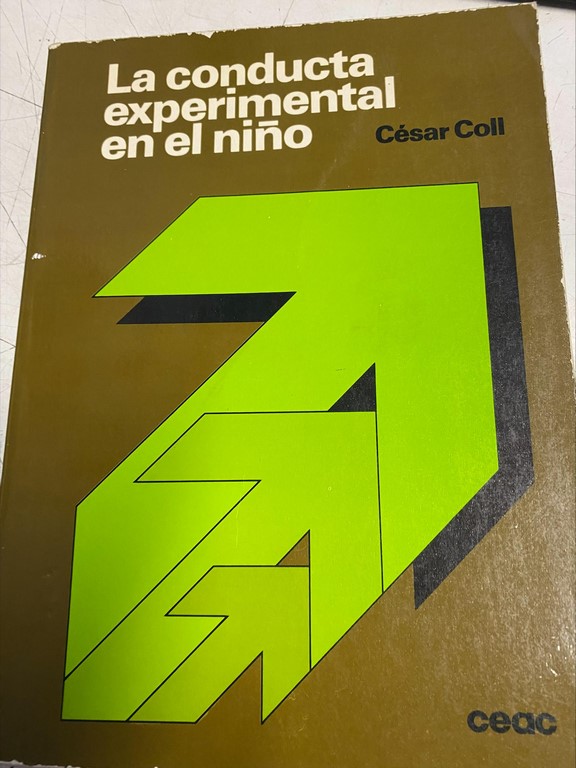 La conducta
experimental
en el niño
César Coll
ceac